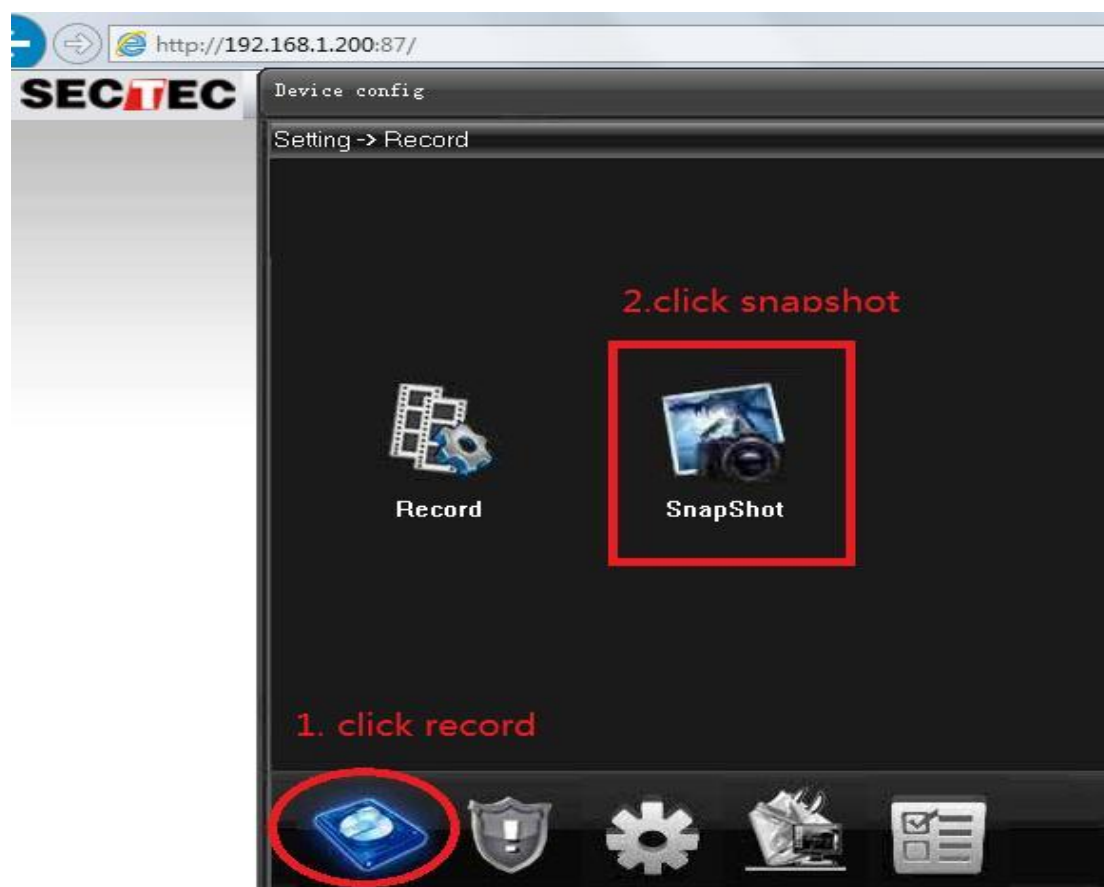 http://192.168.1.200:87/
SECTEC
Device config
Setting -> Record
2.click snapshot
Record
SnapShot
1. click record